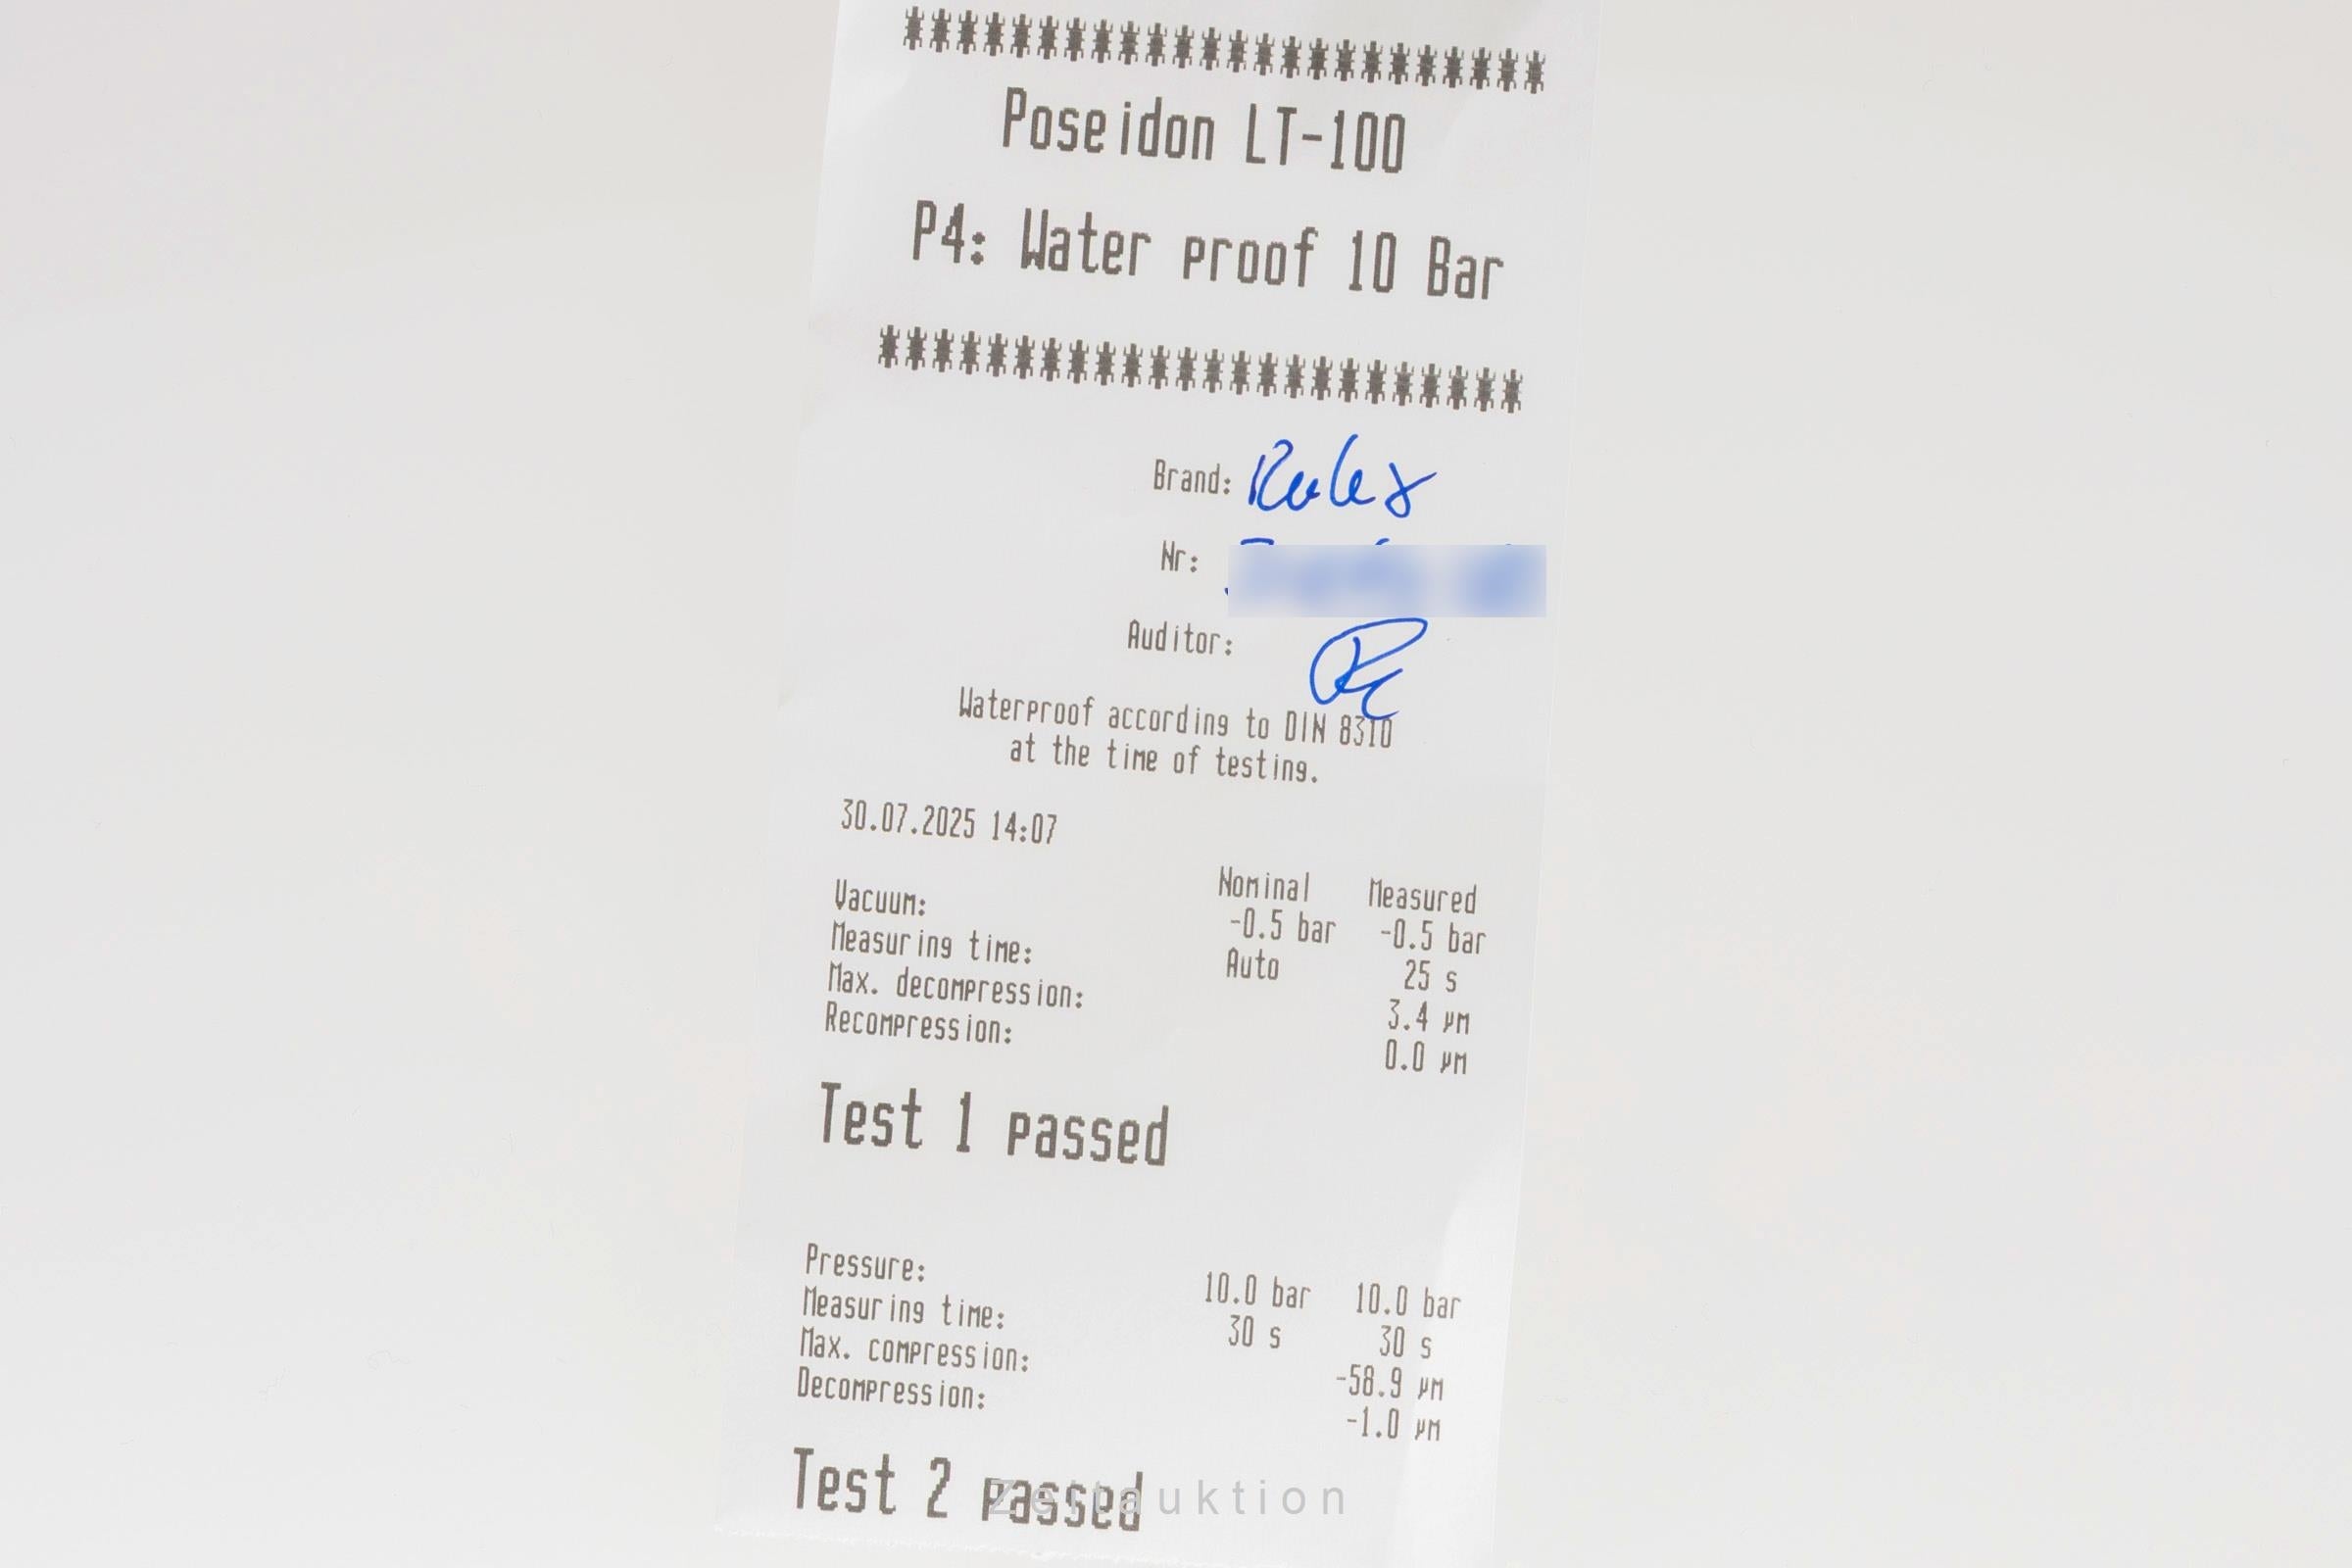 ************************
Poseidon LT-100
P4: Water proof 10 Bar
************************
Brand: Rolex
Nr:
Auditor:
Waterproof according to DIN 8310
at the time of testing.
30.07.2025 14:07
Nominal Measured
Vacuum: -0.5 bar -0.5 bar
Measuring time: Auto 25 s
Max. decompression: 3.4 µm
Recompression: 0.0 µm
Test 1 passed
Pressure: 10.0 bar 10.0 bar
Measuring time: 30 s 30 s
Max. compression: -58.9 µm
Decompression: -1.0 µm
Test 2 passed
Zeitauktion